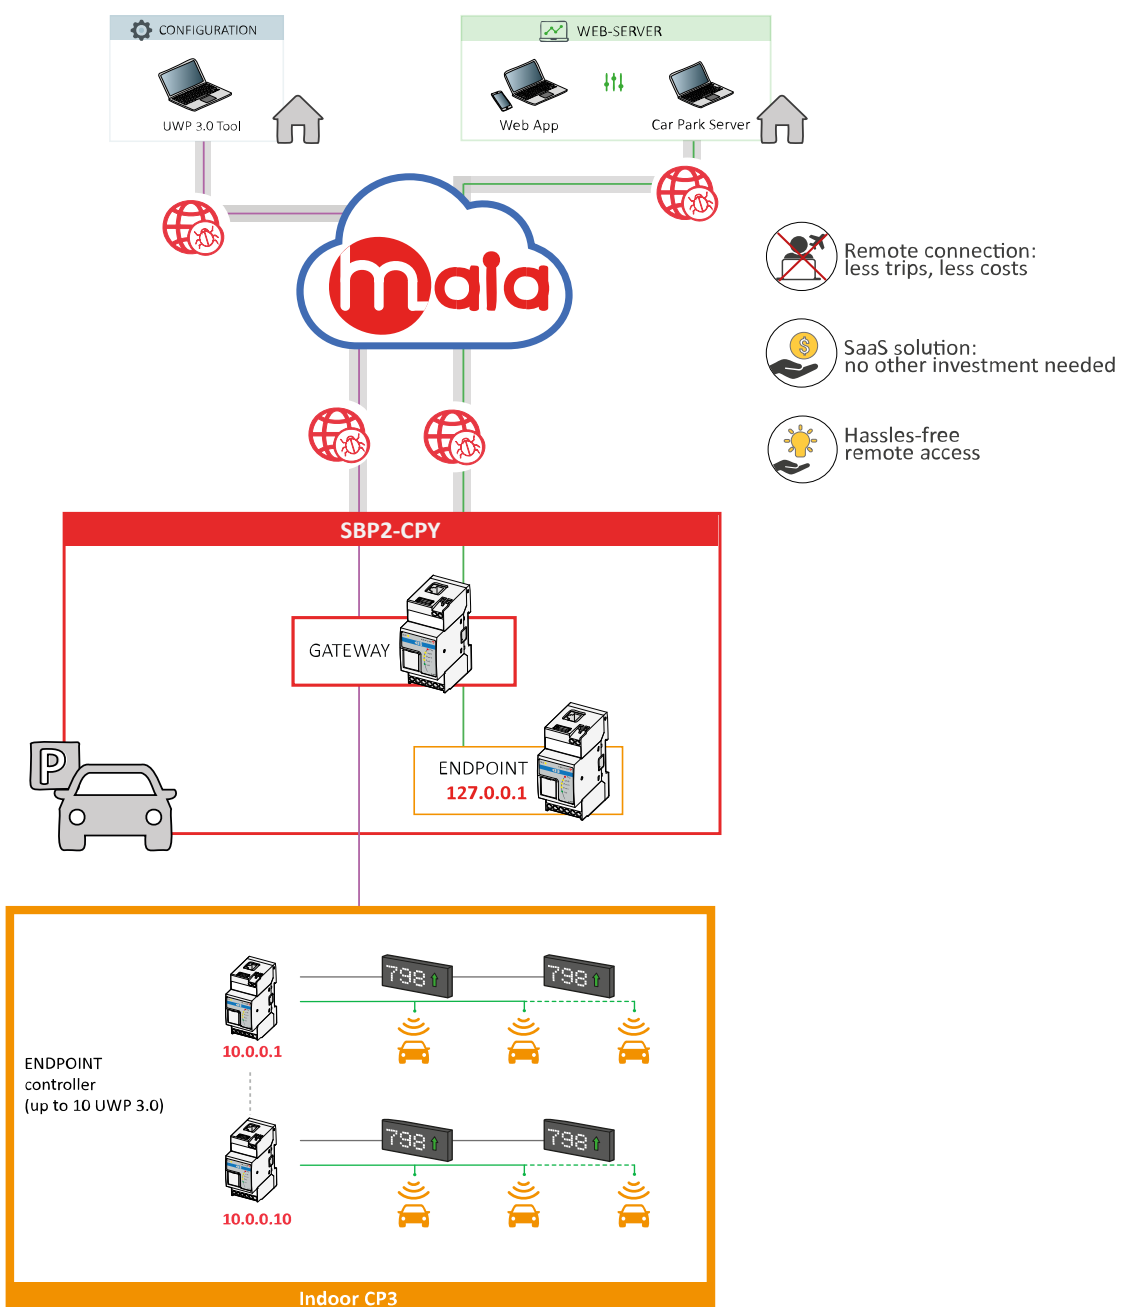 CONFIGURATION
UWP 3.0 Tool
WEB-SERVER
Web App
Car Park Server
maia
Remote connection:
less trips, less costs
$
SaaS solution:
no other investment needed
Hassles-free
remote access
SBP2-CPY
GATEWAY
ENDPOINT
127.0.0.1
P
798
798
10.0.0.1
ENDPOINT
controller
(up to 10 UWP 3.0)
798
798
10.0.0.10
Indoor CP3